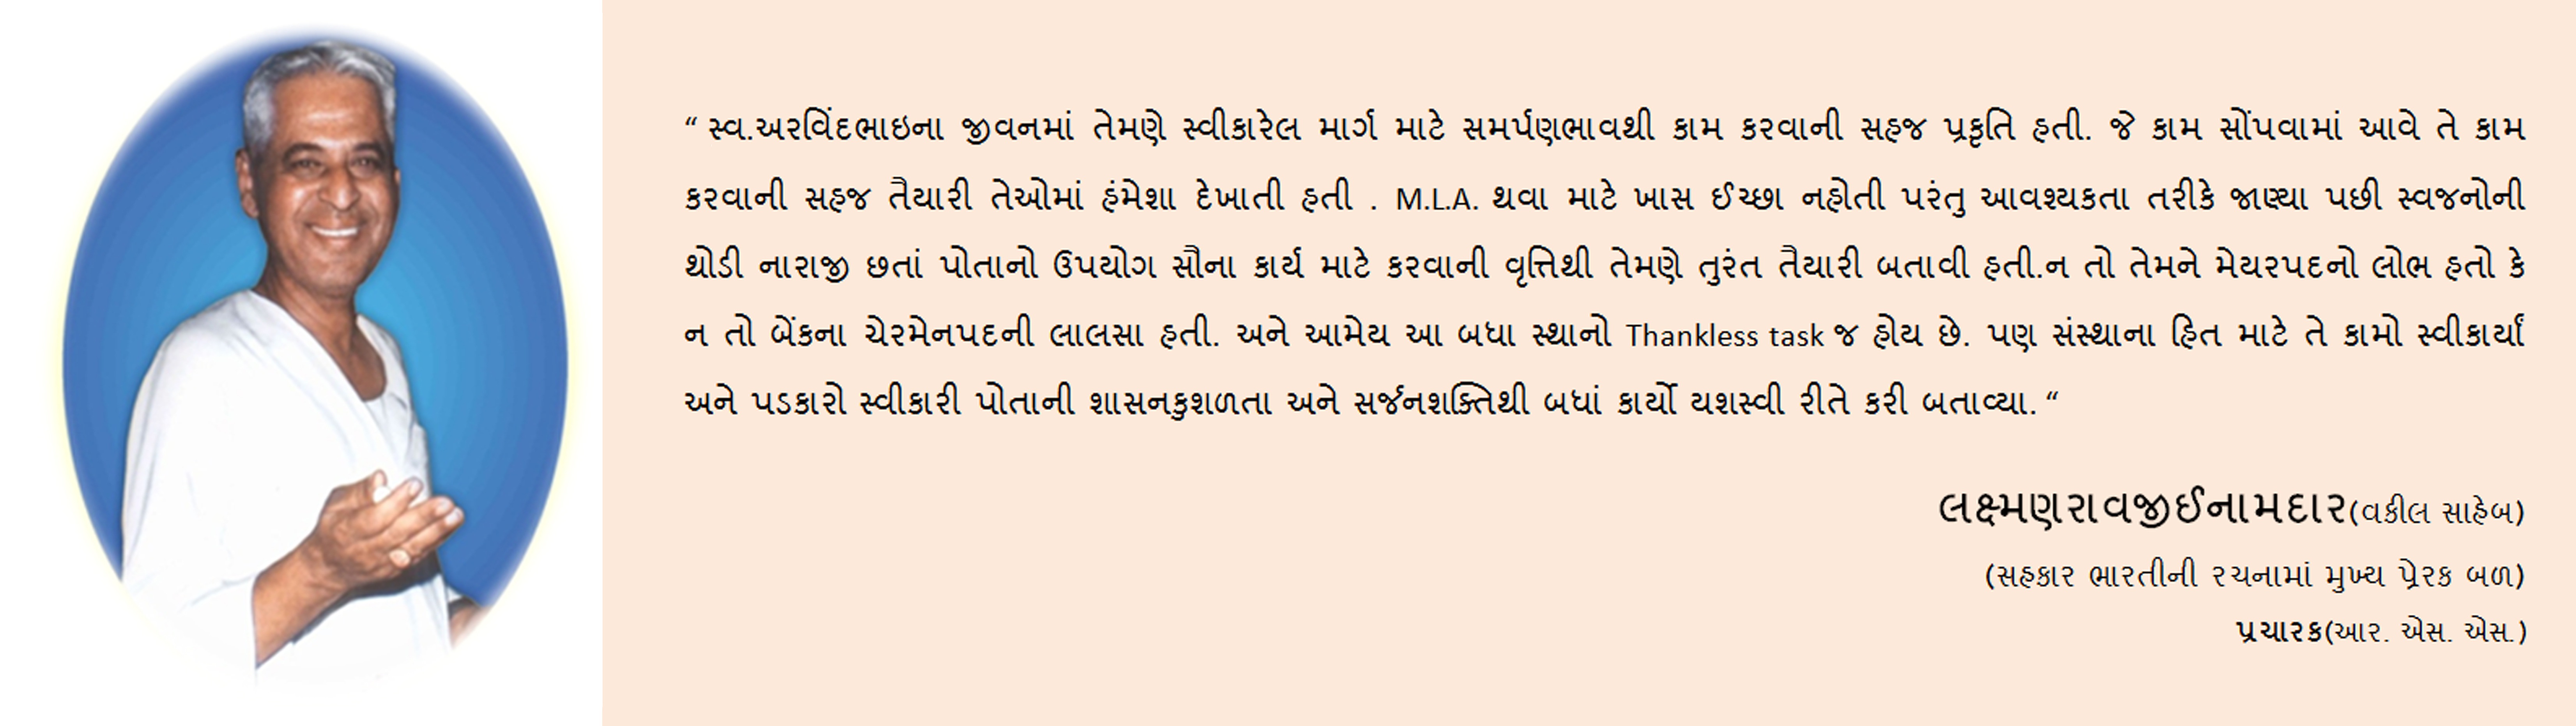 “ સ્વ.અરવિંદભાઇના જીવનમાં તેમણે સ્વીકારેલ માર્ગ માટે સમર્પણભાવથી કામ કરવાની સહજ પ્રકૃતિ હતી. જે કામ સોંપવામાં આવે તે કામ
કરવાની સહજ તૈયારી તેઓમાં હંમેશા દેખાતી હતી . M.L.A. થવા માટે ખાસ ઈચ્છા નહોતી પરંતુ આવશ્યકતા તરીકે જાણ્યા પછી સ્વજનોની
થોડી નારાજી છતાં પોતાનો ઉપયોગ સૌના કાર્ય માટે કરવાની વૃત્તિથી તેમણે તુરંત તૈયારી બતાવી હતી.ન તો તેમને મેયરપદનો લોભ હતો કે
ન તો બેંકના ચેરમેનપદની લાલસા હતી. અને આમેય આ બધા સ્થાનો Thankless task જ હોય છે. પણ સંસ્થાના હિત માટે તે કામો સ્વીકાર્યાં
અને પડકારો સ્વીકારી પોતાની શાસનકુશળતા અને સર્જનશક્તિથી બધાં કાર્યો યશસ્વી રીતે કરી બતાવ્યા. “
લક્ષ્મણરાવજીઈનામદાર(વકીલ સાહેબ)
(સહકાર ભારતીની રચનામાં મુખ્ય પ્રેરક બળ)
પ્રચારક(આર. એસ. એસ.)